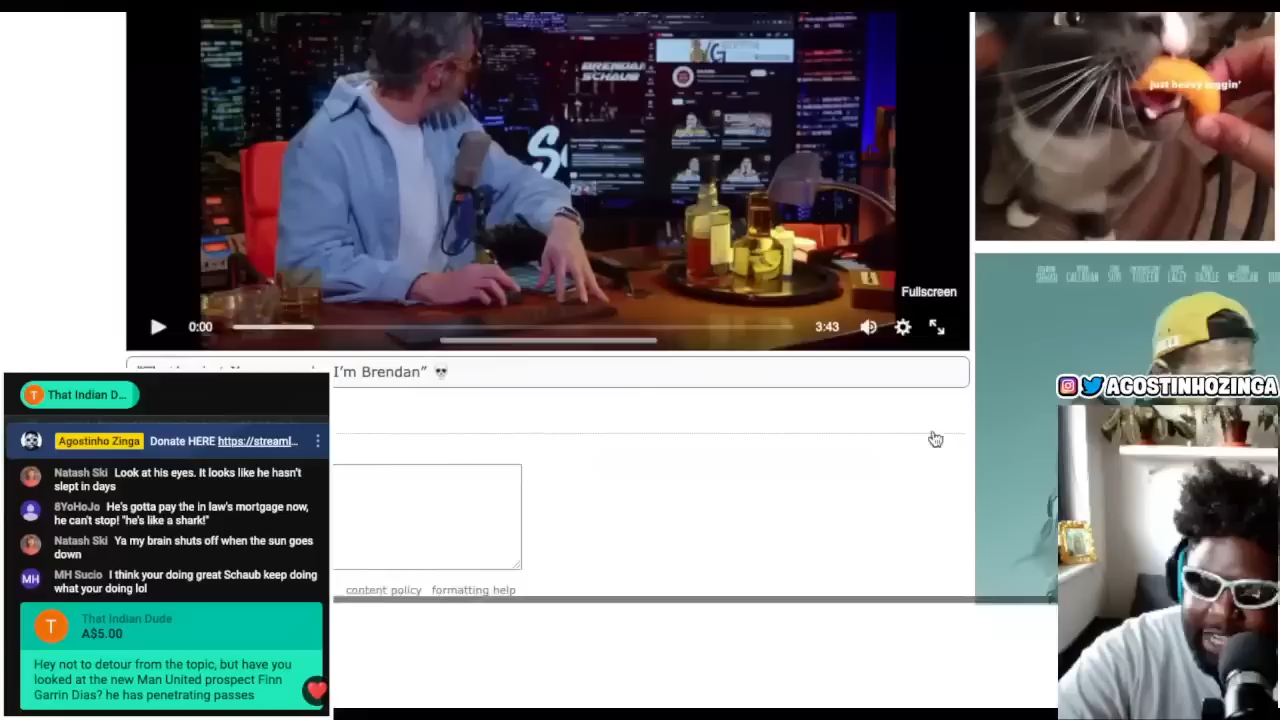 BRENDAN
SCHAUB
just heavy diggin'
Fullscreen
0:00
3:43
I'm Brendan" 💀
AGOSTINHOZINGA
That Indian D...
Agostinho Zinga Donate HERE https://streaml...
Natash Ski Look at his eyes. It looks like he hasn't
slept in days
8YoHoJo He's gotta pay the in law's mortgage now,
he can't stop! "he's like a shark!"
Natash Ski Ya my brain shuts off when the sun goes
down
MH
MH Sucio I think your doing great Schaub keep doing
what your doing lol
T
That Indian Dude
A$5.00
Hey not to detour from the topic, but have you
looked at the new Man United prospect Finn
Garrin Dias? he has penetrating passes
content policy formatting help